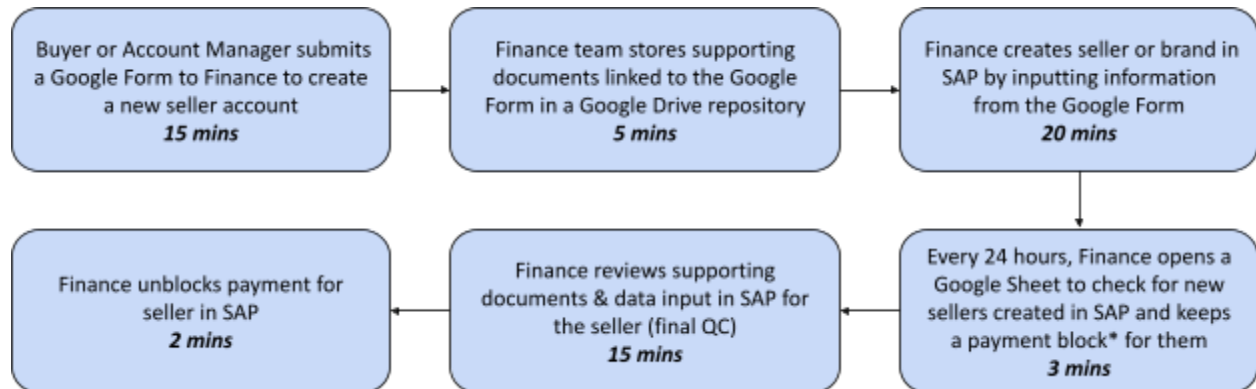 Buyer or Account Manager submits
a Google Form to Finance to create
a new seller account
15 mins
Finance team stores supporting
documents linked to the Google
Form in a Google Drive repository
5 mins
Finance creates seller or brand in
SAP by inputting information
from the Google Form
20 mins
Every 24 hours, Finance opens a
Google Sheet to check for new
sellers created in SAP and keeps
a payment block* for them
3 mins
Finance reviews supporting
documents & data input in SAP for
the seller (final QC)
15 mins
Finance unblocks payment for
seller in SAP
2 mins